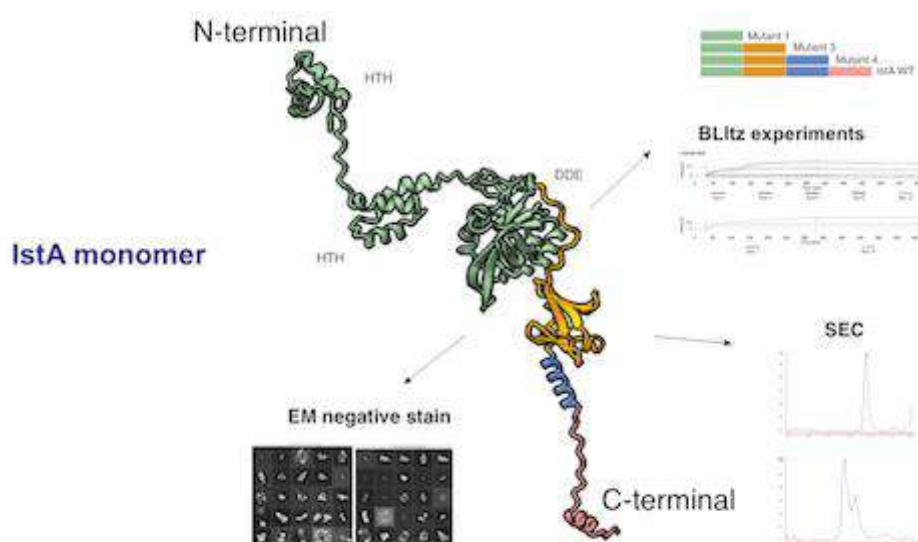 N-terminal
HTH
Mutant 1
Mutant 3
Mutant 4
IstA WT
BLItz experiments
DDE
IstA monomer
HTH
SEC
EM negative stain
C-terminal